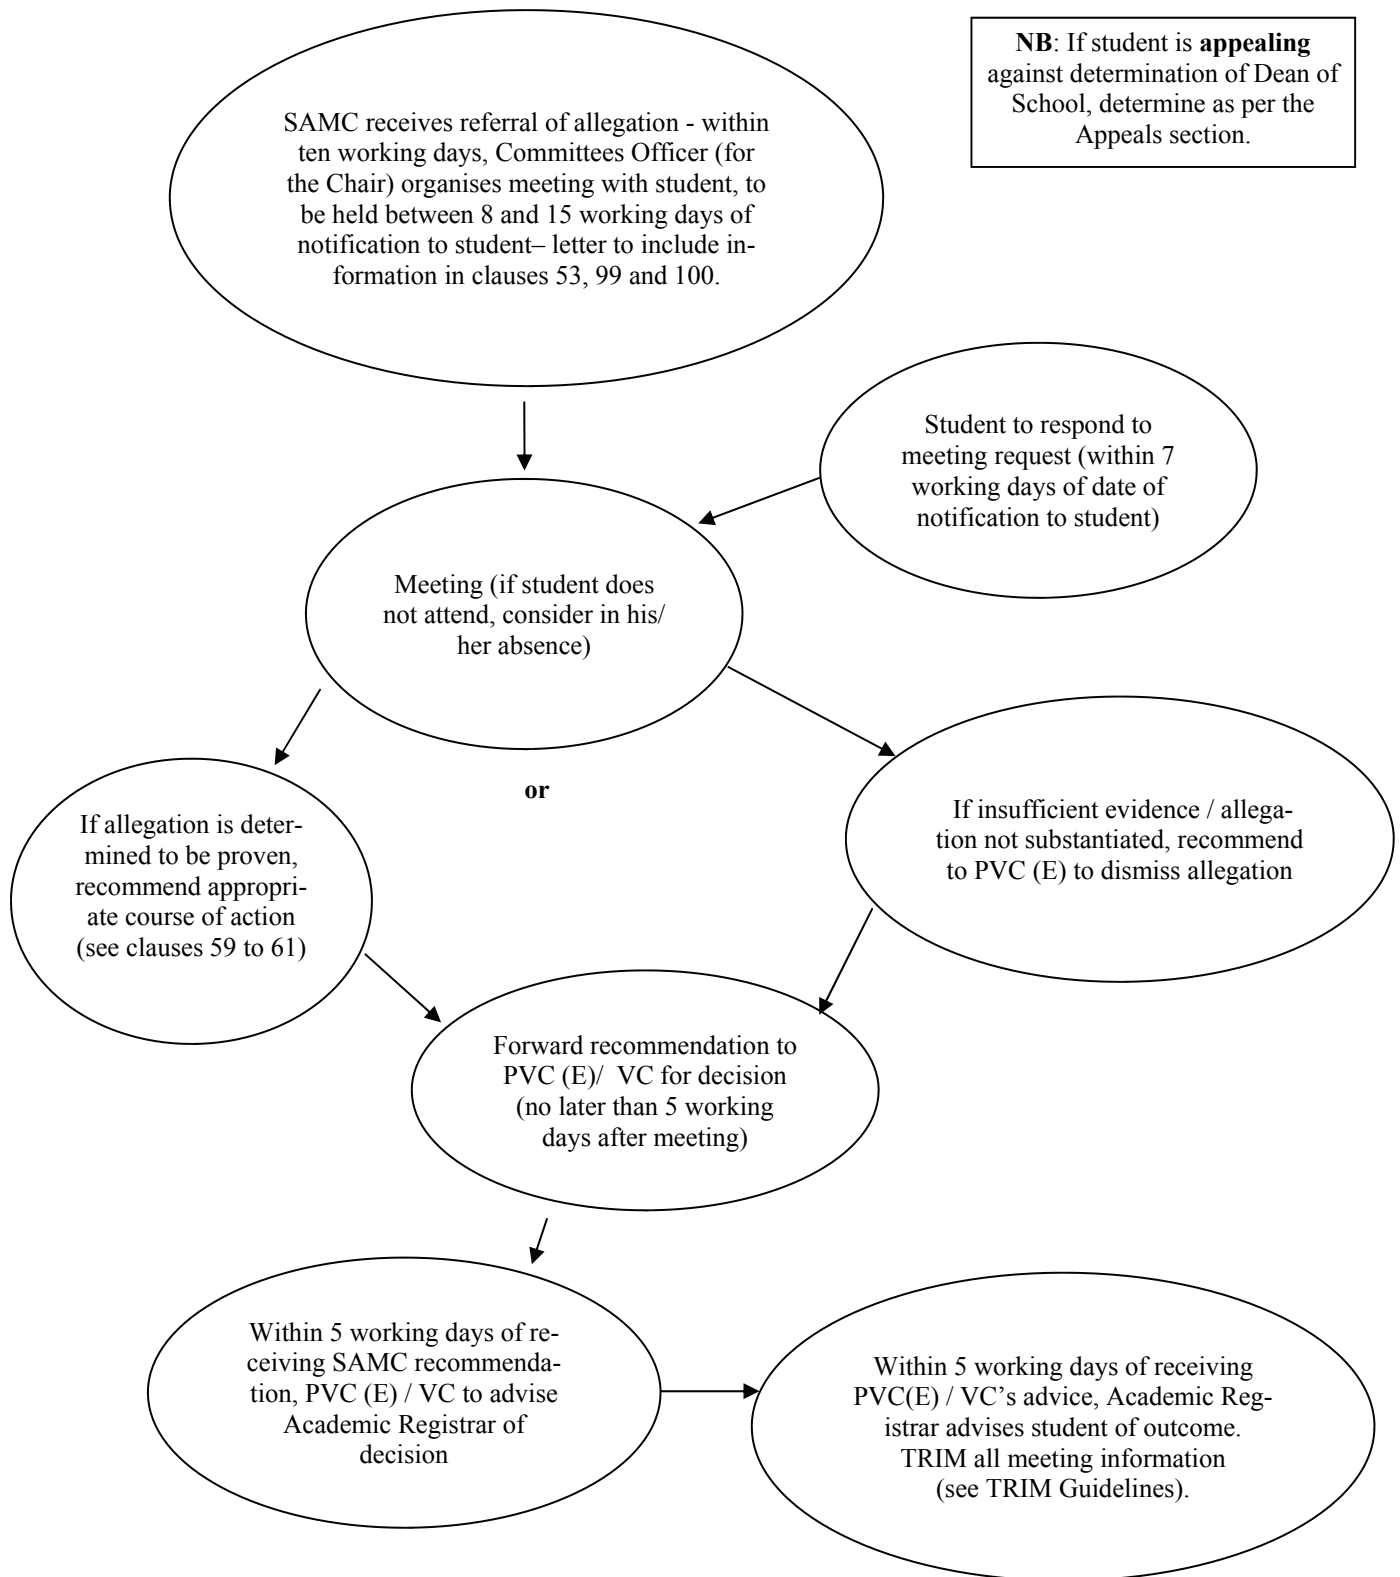 NB: If student is appealing
against determination of Dean of
School, determine as per the
Appeals section.
SAMC receives referral of allegation - within
ten working days, Committees Officer (for
the Chair) organises meeting with student, to
be held between 8 and 15 working days of
notification to student– letter to include in-
formation in clauses 53, 99 and 100.
Student to respond to
meeting request (within 7
working days of date of
notification to student)
Meeting (if student does
not attend, consider in his/
her absence)
or
If allegation is deter-
mined to be proven,
recommend appropri-
ate course of action
(see clauses 59 to 61)
If insufficient evidence / allega-
tion not substantiated, recommend
to PVC (E) to dismiss allegation
Forward recommendation to
PVC (E)/ VC for decision
(no later than 5 working
days after meeting)
Within 5 working days of re-
ceiving SAMC recommenda-
tion, PVC (E) / VC to advise
Academic Registrar of
decision
Within 5 working days of receiving
PVC(E) / VC’s advice, Academic Reg-
istrar advises student of outcome.
TRIM all meeting information
(see TRIM Guidelines).